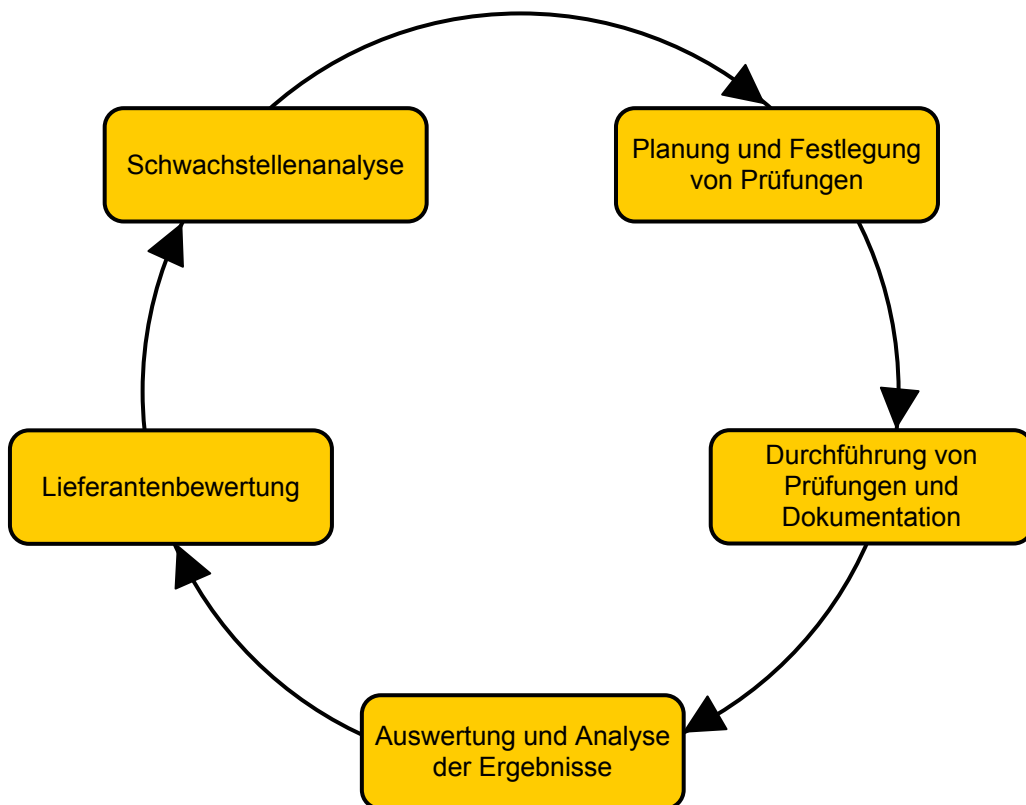 Schwachstellenanalyse
Planung und Festlegung
von Prüfungen
Durchführung von
Prüfungen und
Dokumentation
Auswertung und Analyse
der Ergebnisse
Lieferantenbewertung